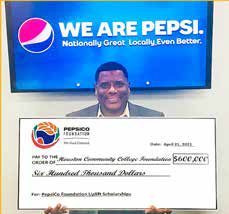 WE ARE PEPSI.
Nationally Great Locally Even Better.
PEPSICO
FOUNDATION
Date: April 21, 2021
PAY TO THE
ORDER OF Houston Community College Foundation $600,000
Six Hundred Thousand Dollars
For: PepsiCo Foundation Uplift Scholarships